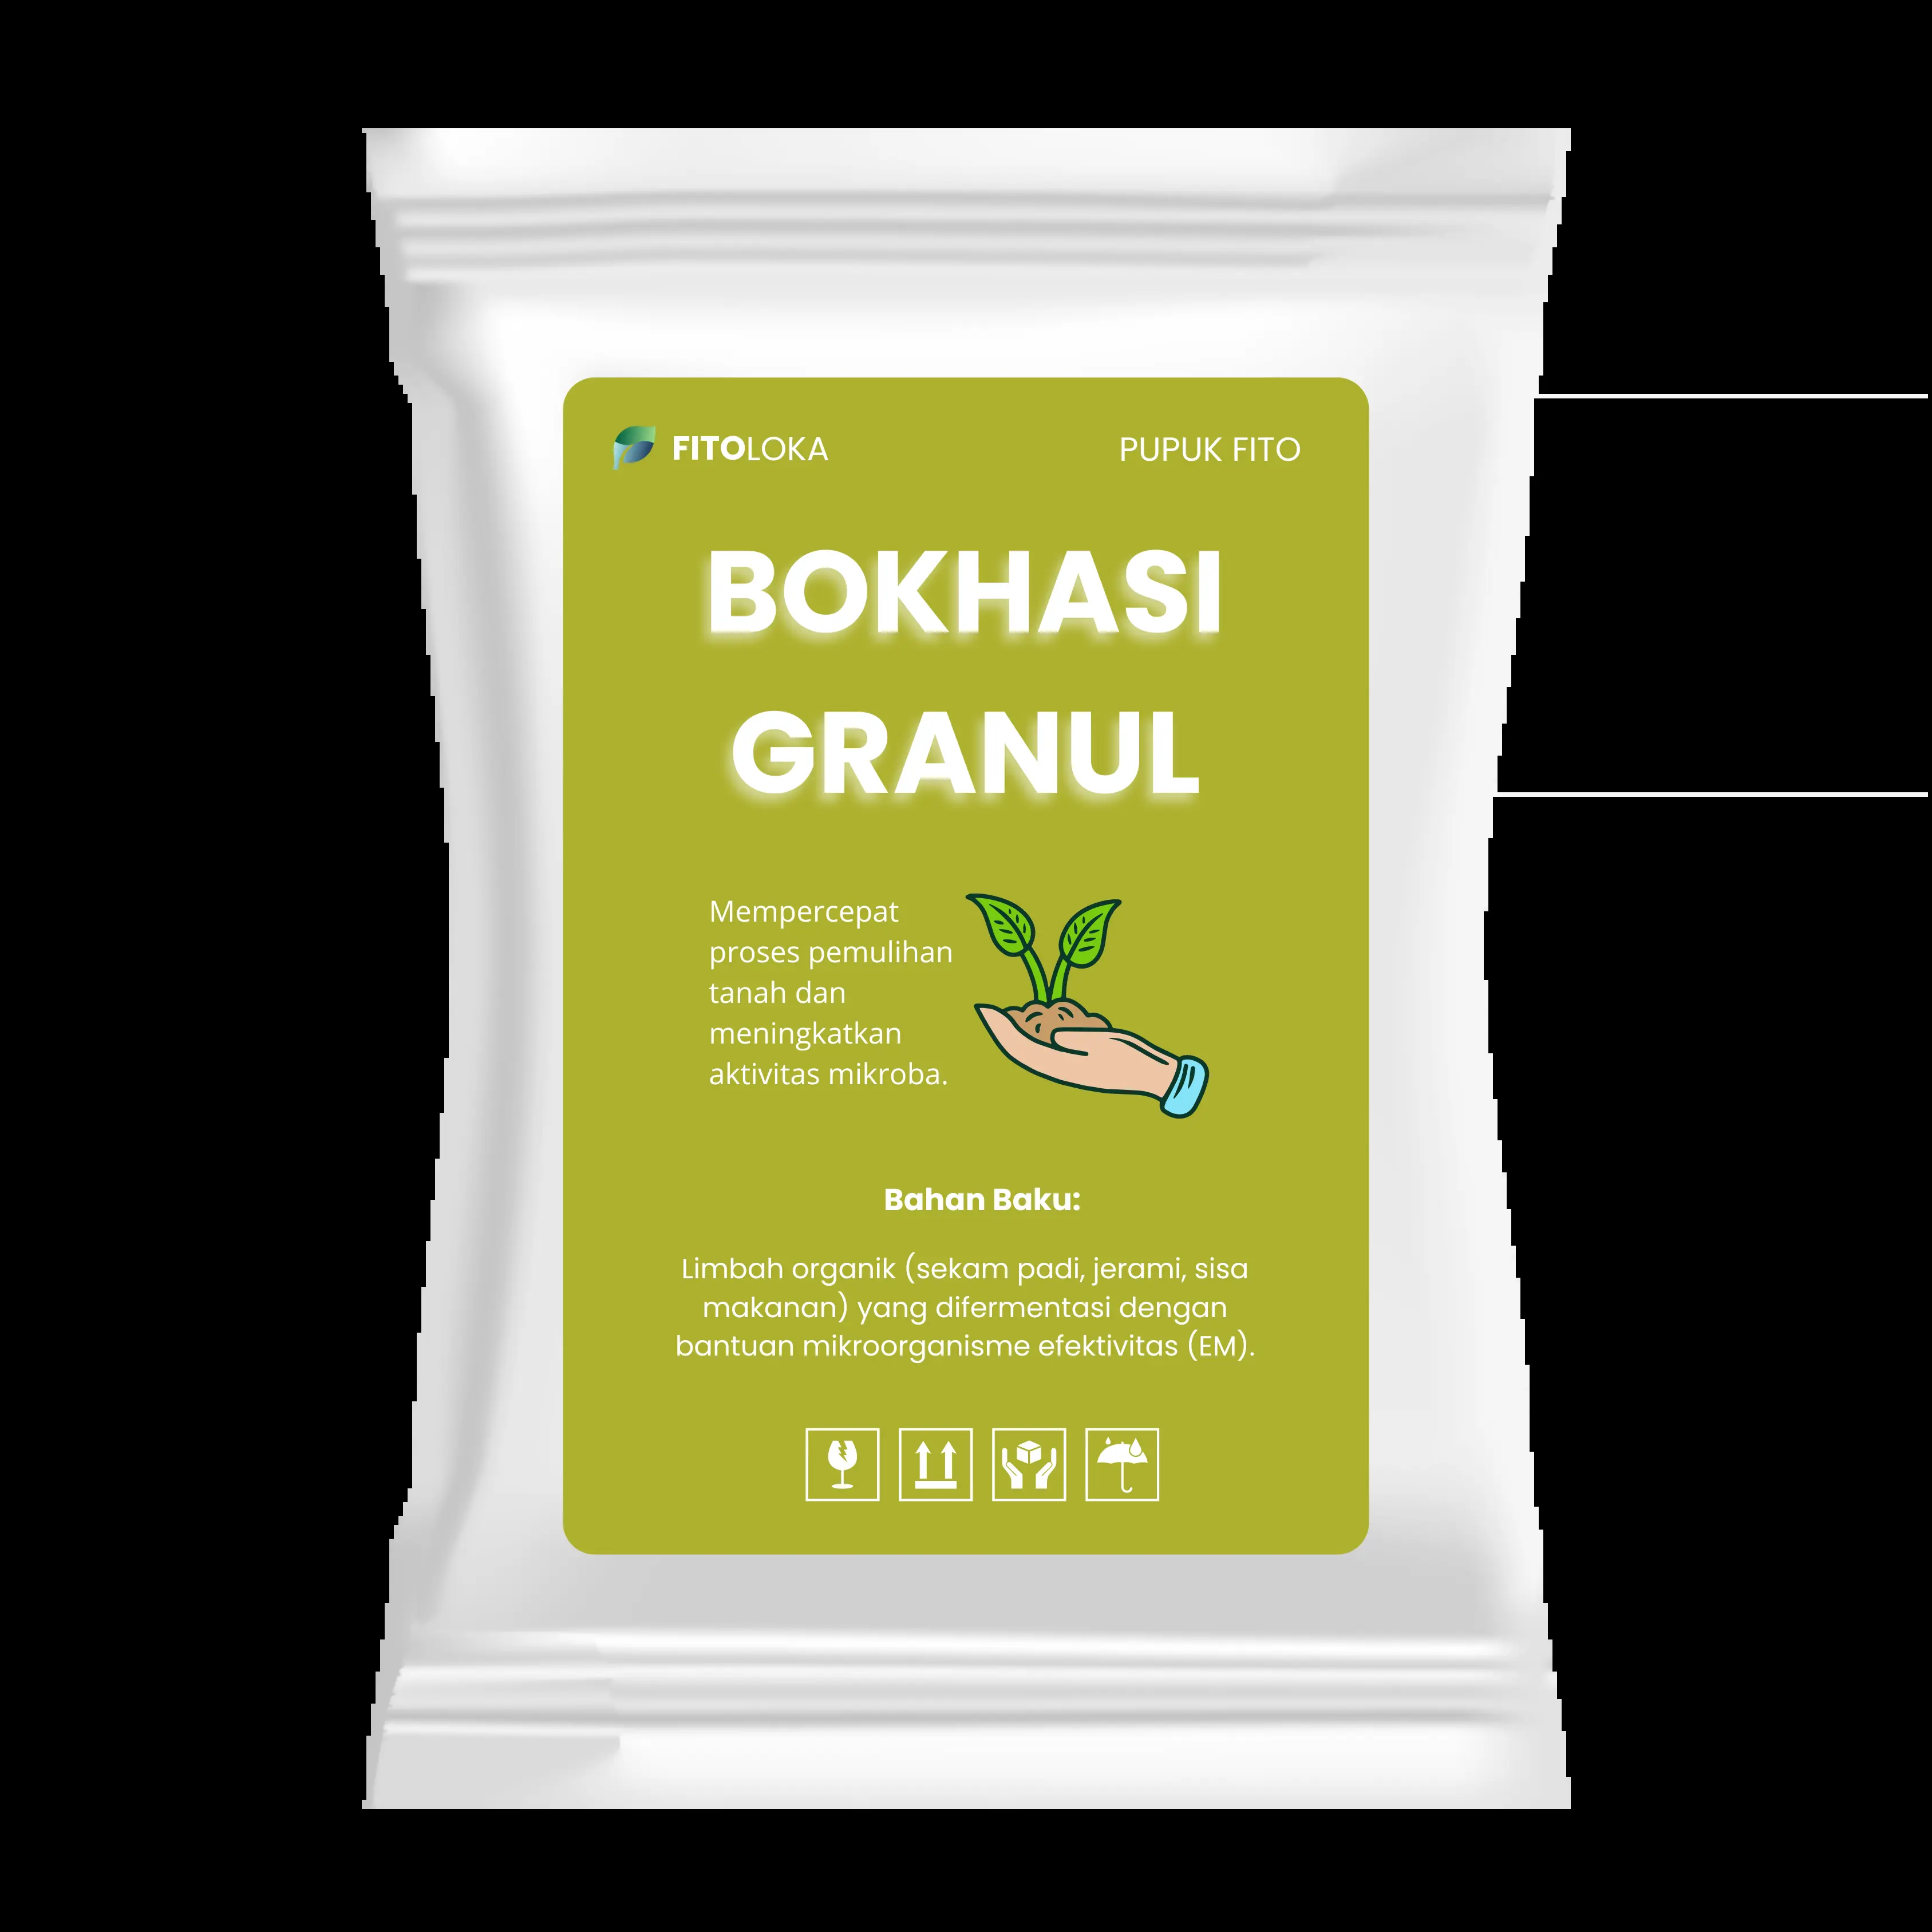 FITOLOKA
PUPUK FITO
BOKHASI
GRANUL
Mempercepat
proses pemulihan
tanah dan
meningkatkan
aktivitas mikroba.
Bahan Baku:
Limbah organik (sekam padi, jerami, sisa
makanan) yang difermentasi dengan
bantuan mikroorganisme efektivitas (EM).